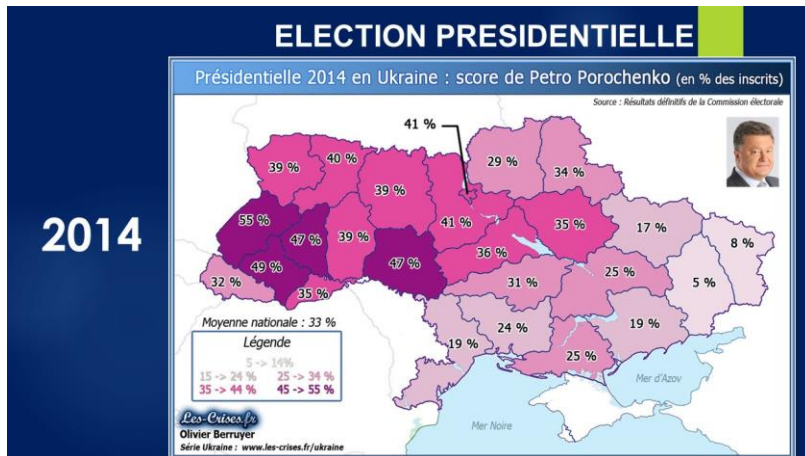 ELECTION PRESIDENTIELLE
Présidentielle 2014 en Ukraine : score de Petro Porochenko (en % des inscrits)
Source : Résultats définitifs de la Commission électorale
41 %
29 %
34 %
39 %
40 %
39 %
41 %
35 %
17 %
8 %
55 %
47 %
39 %
47 %
36 %
2014
49 %
32 %
35 %
31 %
25 %
5 %
19 %
24 %
25 %
19 %
Moyenne nationale : 33 %
Légende
5 -> 14%
15 -> 24 % 25 -> 34 %
35 -> 44 % 45 -> 55 %
Mer d'Azov
Mer Noire
Les-Crises.fr
Olivier Berruyer
Série Ukraine : www.les-crises.fr/ukraine